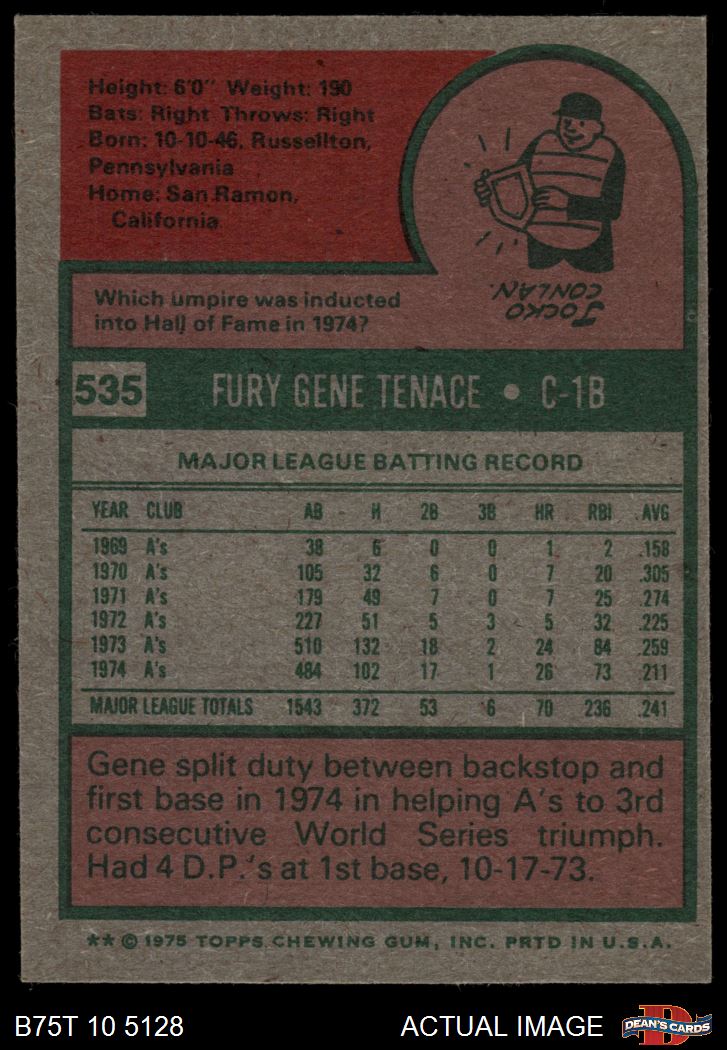 Height: 6'0" Weight: 190
Bats: Right Throws: Right
Born: 10-10-46, Russellton,
Pennsylvania
Home: San Ramon,
California
JOCKO
CONLAN.
Which umpire was inducted
into Hall of Fame in 1974?
535 FURY GENE TENACE • C-1B
MAJOR LEAGUE BATTING RECORD
YEAR CLUB AB H 2B 3B HR RBI AVG
1969 A's 38 6 0 0 1 2 .158
1970 A's 105 32 6 0 7 20 .305
1971 A's 179 49 7 0 7 25 .274
1972 A's 227 51 5 3 5 32 .225
1973 A's 510 132 18 2 24 84 .259
1974 A's 484 102 17 1 26 73 .211
MAJOR LEAGUE TOTALS 1543 372 53 6 70 236 .241
Gene split duty between backstop and
first base in 1974 in helping A's to 3rd
consecutive World Series triumph.
Had 4 D.P.'s at 1st base, 10-17-73.
** © 1975 TOPPS CHEWING GUM, INC. PRTD IN U.S.A.
B75T 10 5128 ACTUAL IMAGE D DEAN'S CARDS